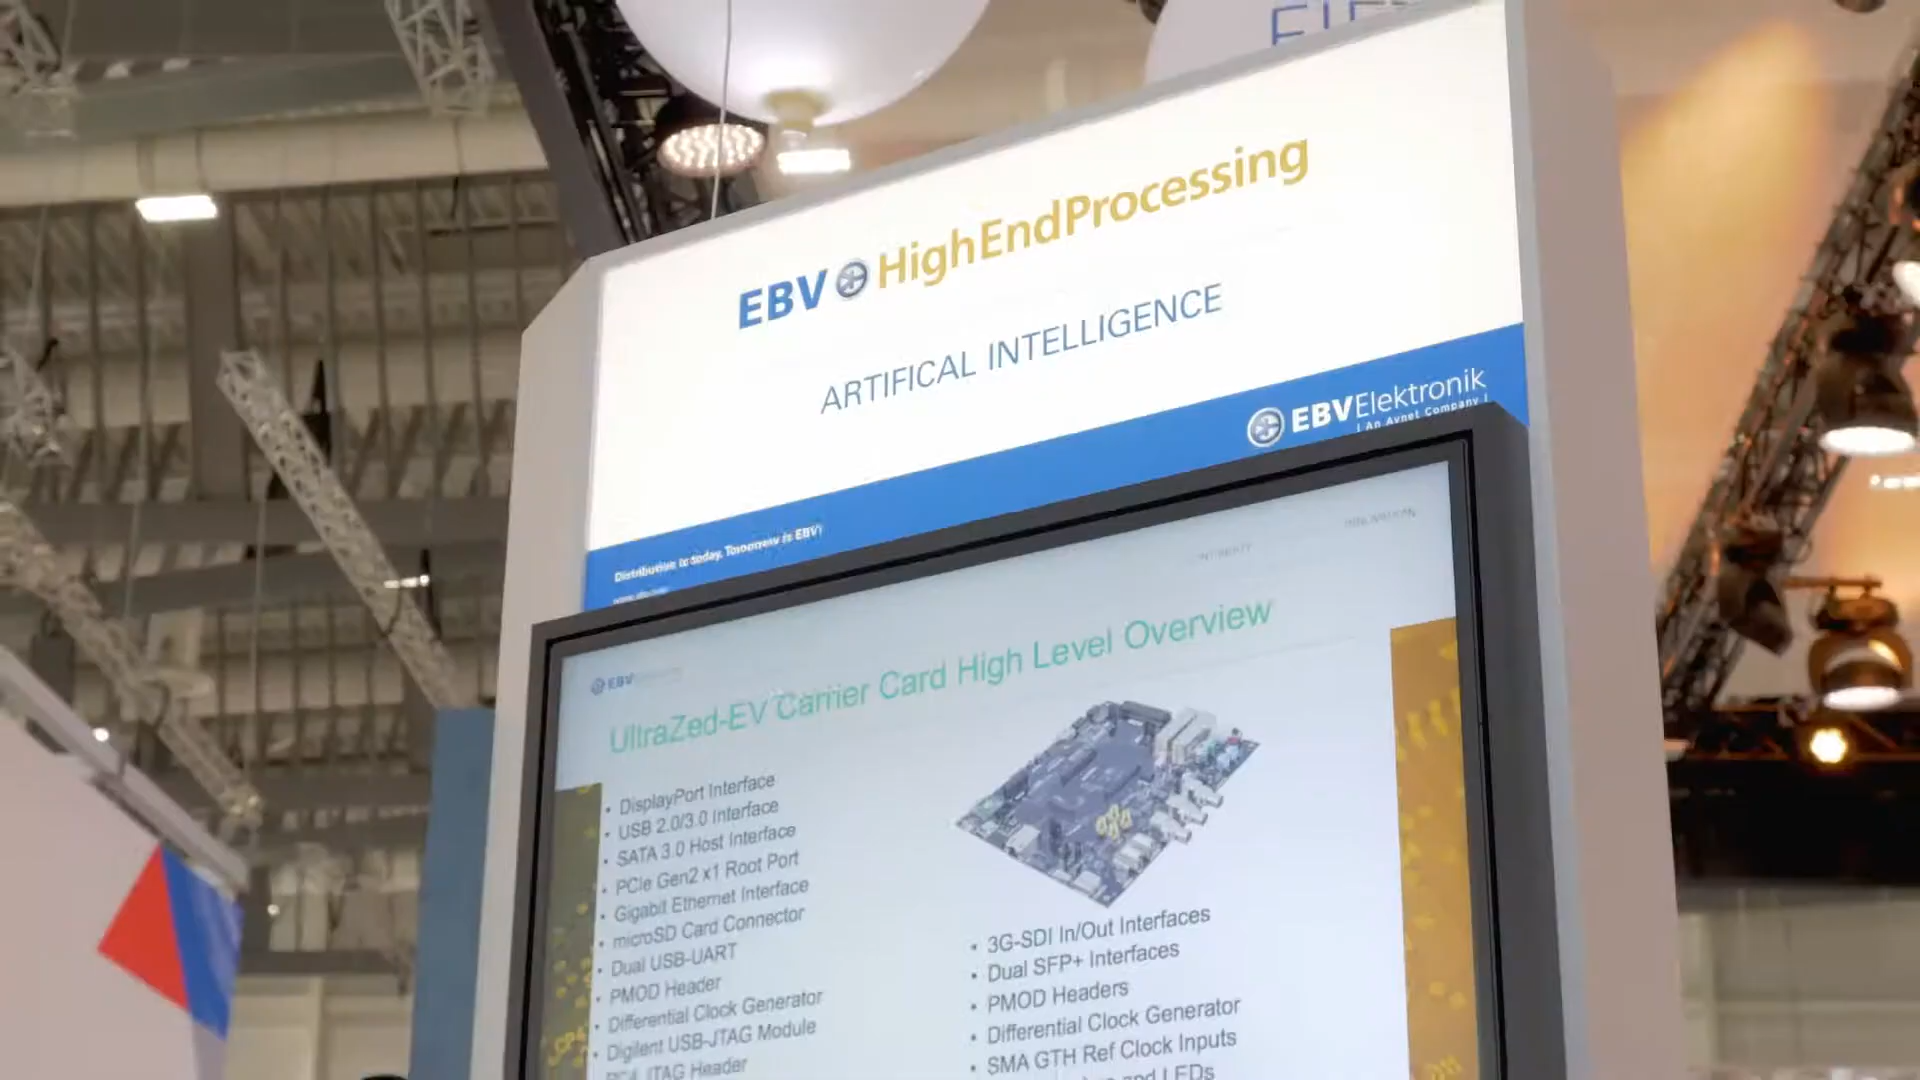 EBV HighEndProcessing
ARTIFICAL INTELLIGENCE
EBVElektronik
| An Avnet Company |
Distribution is today. Tomorrow is EBV!
EBV
UltraZed-EV Carrier Card High Level Overview
• DisplayPort Interface
• USB 2.0/3.0 Interface
• SATA 3.0 Host Interface
• PCIe Gen2 x1 Root Port
• Gigabit Ethernet Interface
• microSD Card Connector
• Dual USB-UART
• PMOD Header
• Differential Clock Generator
• Digilent USB-JTAG Module
JTAG Header
• 3G-SDI In/Out Interfaces
• Dual SFP+ Interfaces
• PMOD Headers
• Differential Clock Generator
• SMA GTH Ref Clock Inputs
and LEDs